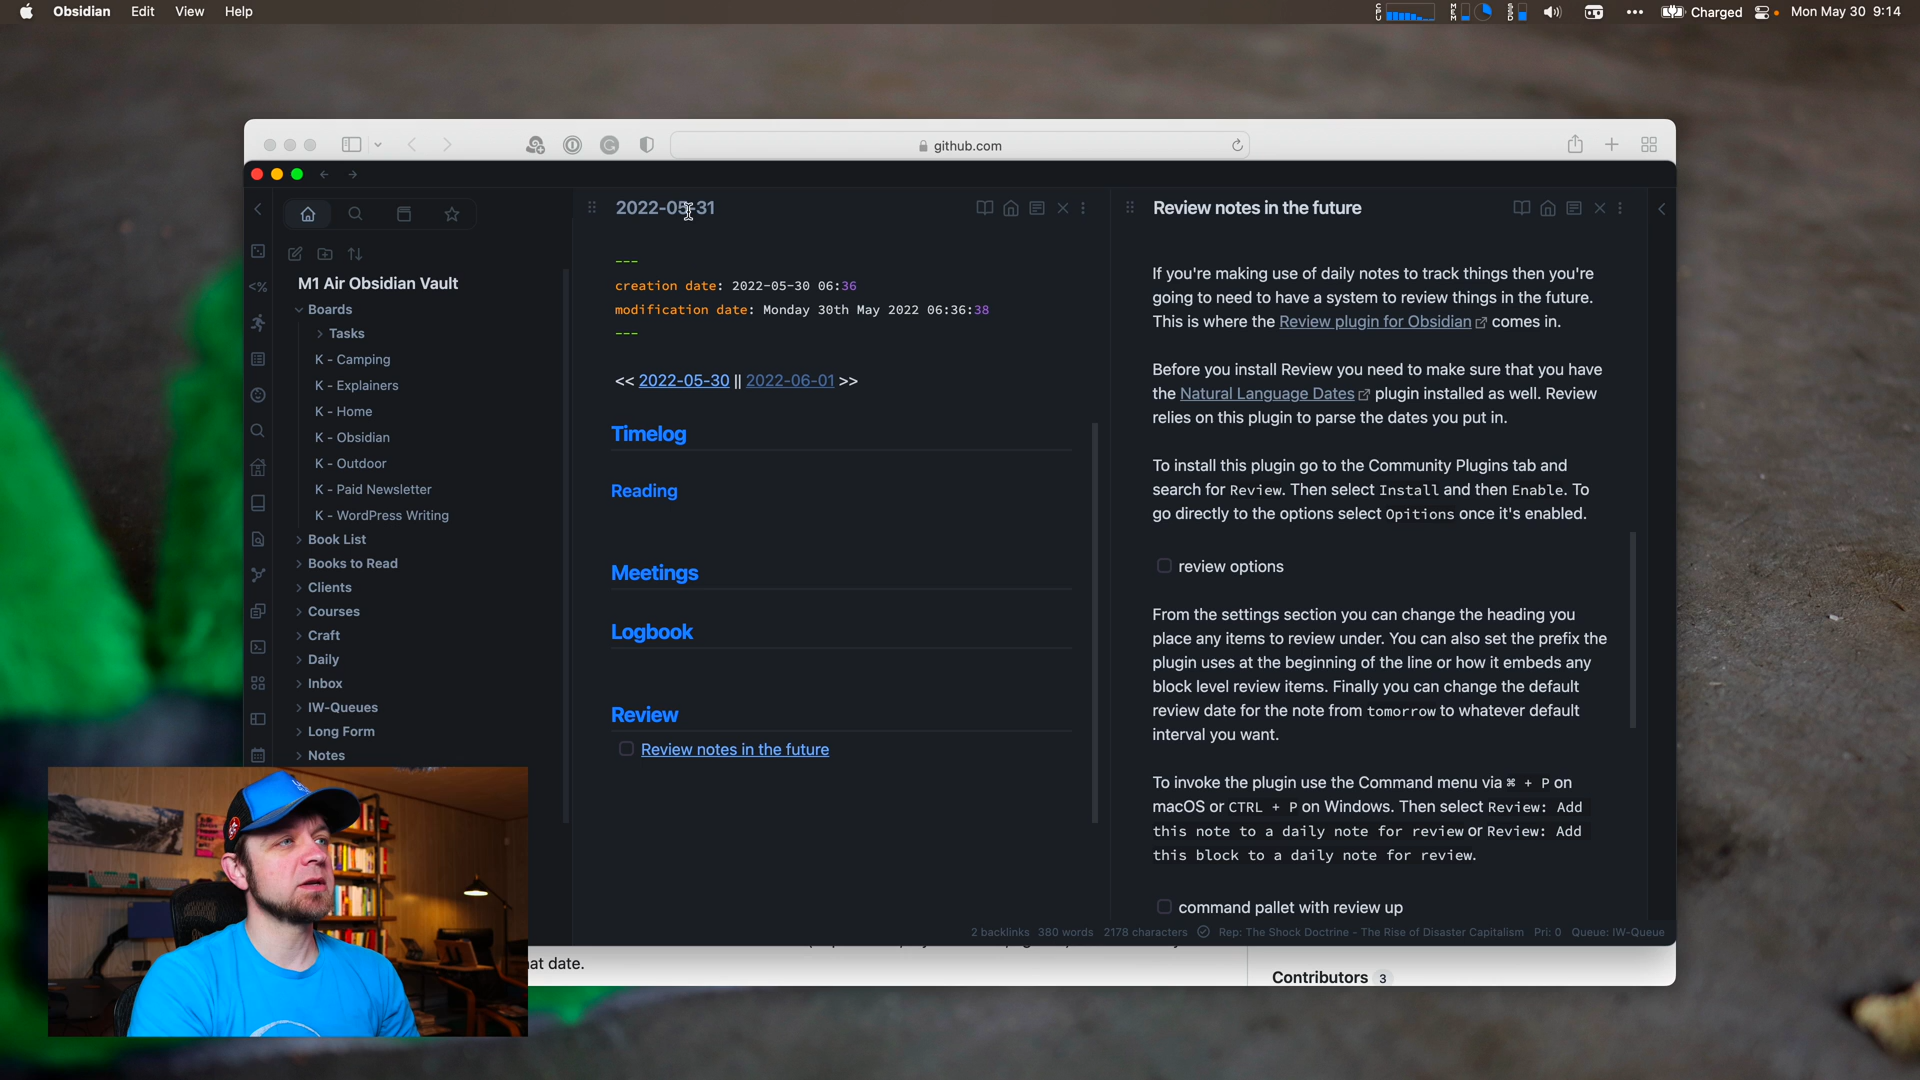 Obsidian Edit View Help
CPU MEM SSD Charged Mon May 30 9:14
github.com
2022-05-31
Review notes in the future
M1 Air Obsidian Vault
Boards
Tasks
K - Camping
K - Explainers
K - Home
K - Obsidian
K - Outdoor
K - Paid Newsletter
K - WordPress Writing
Book List
Books to Read
Clients
Courses
Craft
Daily
Inbox
IW-Queues
Long Form
Notes
---
creation date: 2022-05-30 06:36
modification date: Monday 30th May 2022 06:36:38
---
<< 2022-05-30 || 2022-06-01 >>
Timelog
Reading
Meetings
Logbook
Review
Review notes in the future
If you're making use of daily notes to track things then you're
going to need to have a system to review things in the future.
This is where the Review plugin for Obsidian comes in.
Before you install Review you need to make sure that you have
the Natural Language Dates plugin installed as well. Review
relies on this plugin to parse the dates you put in.
To install this plugin go to the Community Plugins tab and
search for Review. Then select Install and then Enable. To
go directly to the options select Opitions once it's enabled.
review options
From the settings section you can change the heading you
place any items to review under. You can also set the prefix the
plugin uses at the beginning of the line or how it embeds any
block level review items. Finally you can change the default
review date for the note from tomorrow to whatever default
interval you want.
To invoke the plugin use the Command menu via ⌘ + P on
macOS or CTRL + P on Windows. Then select Review: Add
this note to a daily note for review or Review: Add
this block to a daily note for review.
command pallet with review up
2 backlinks 380 words 2178 characters Rep: The Shock Doctrine - The Rise of Disaster Capitalism Pri: 0 Queue: IW-Queue
at date.
Contributors 3